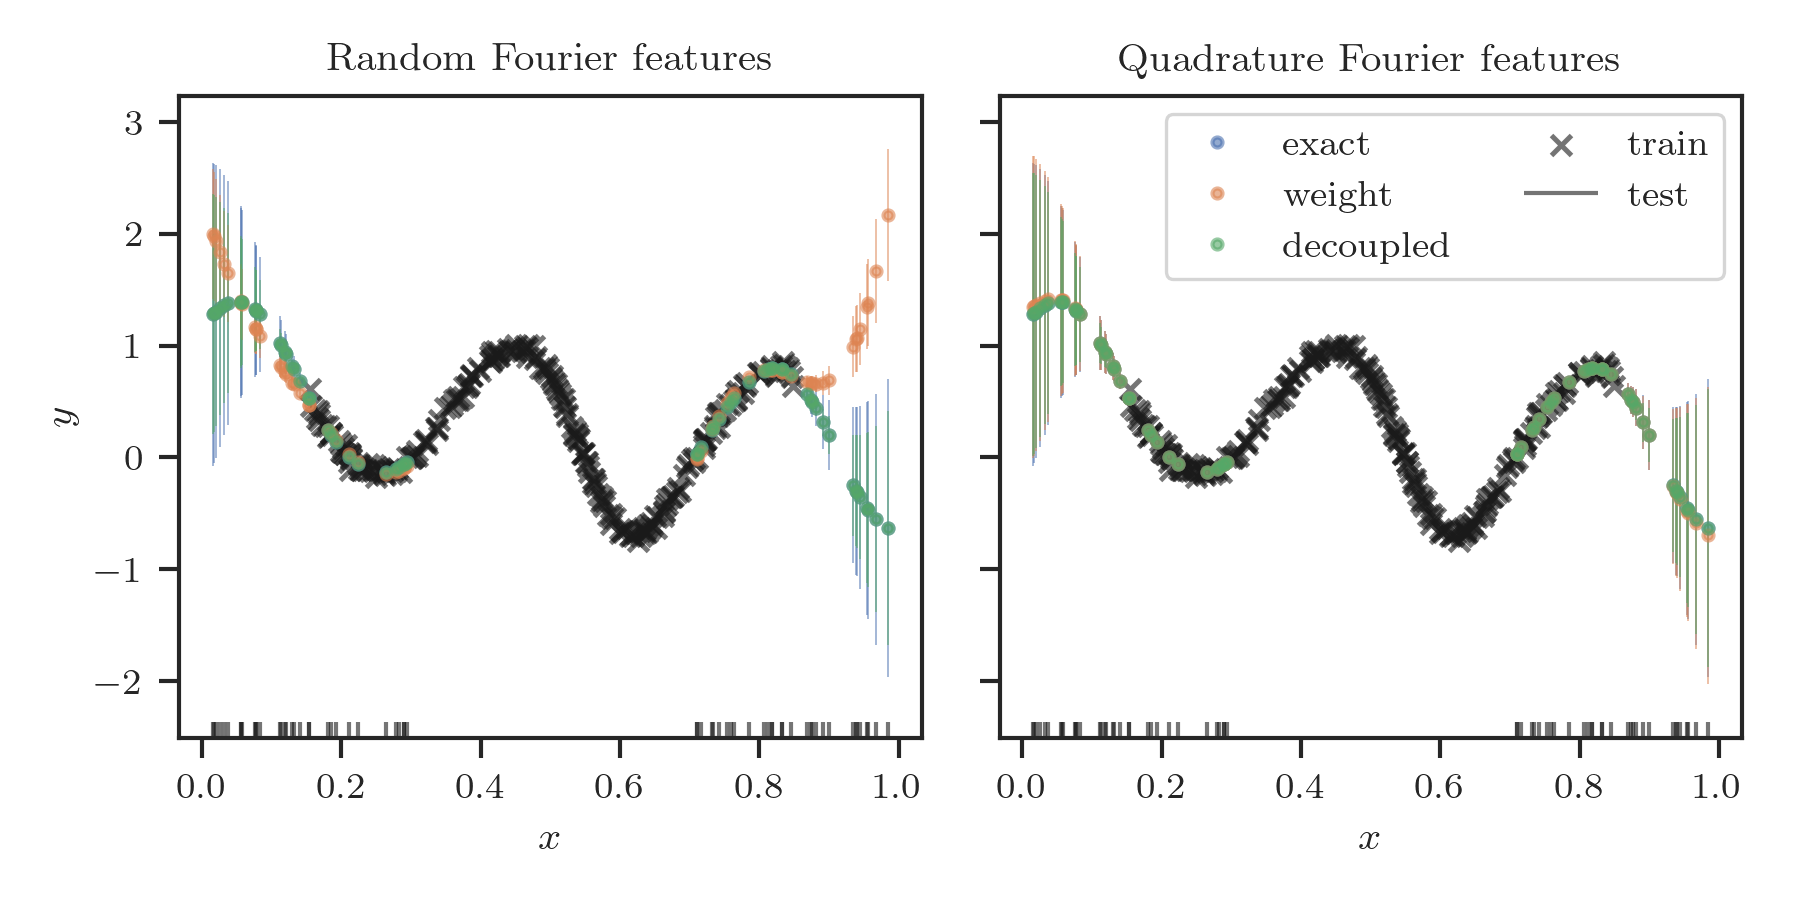 Random Fourier features
Quadrature Fourier features
3
2
1
0
−1
−2
y
0.0 0.2 0.4 0.6 0.8 1.0
x
exact
weight
decoupled
train
test
0.0 0.2 0.4 0.6 0.8 1.0
x